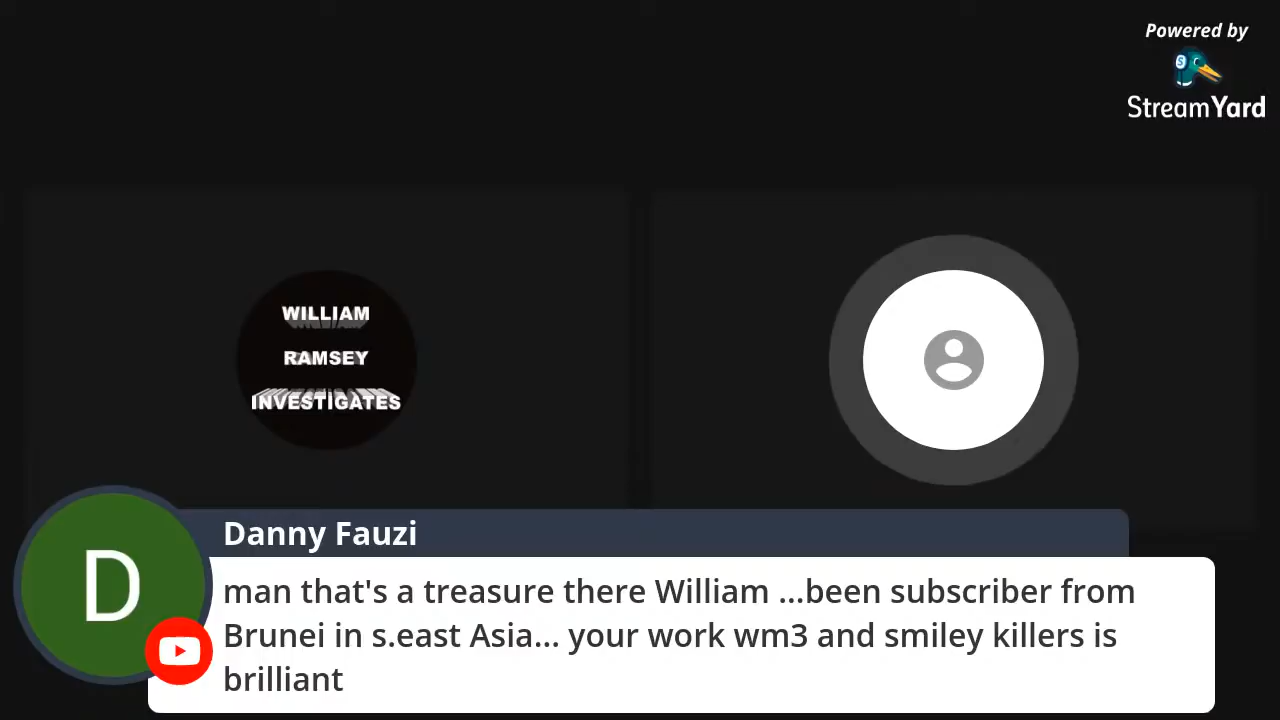 Powered by
StreamYard
WILLIAM
RAMSEY
INVESTIGATES
D
Danny Fauzi
man that's a treasure there William ...been subscriber from
Brunei in s.east Asia... your work wm3 and smiley killers is
brilliant